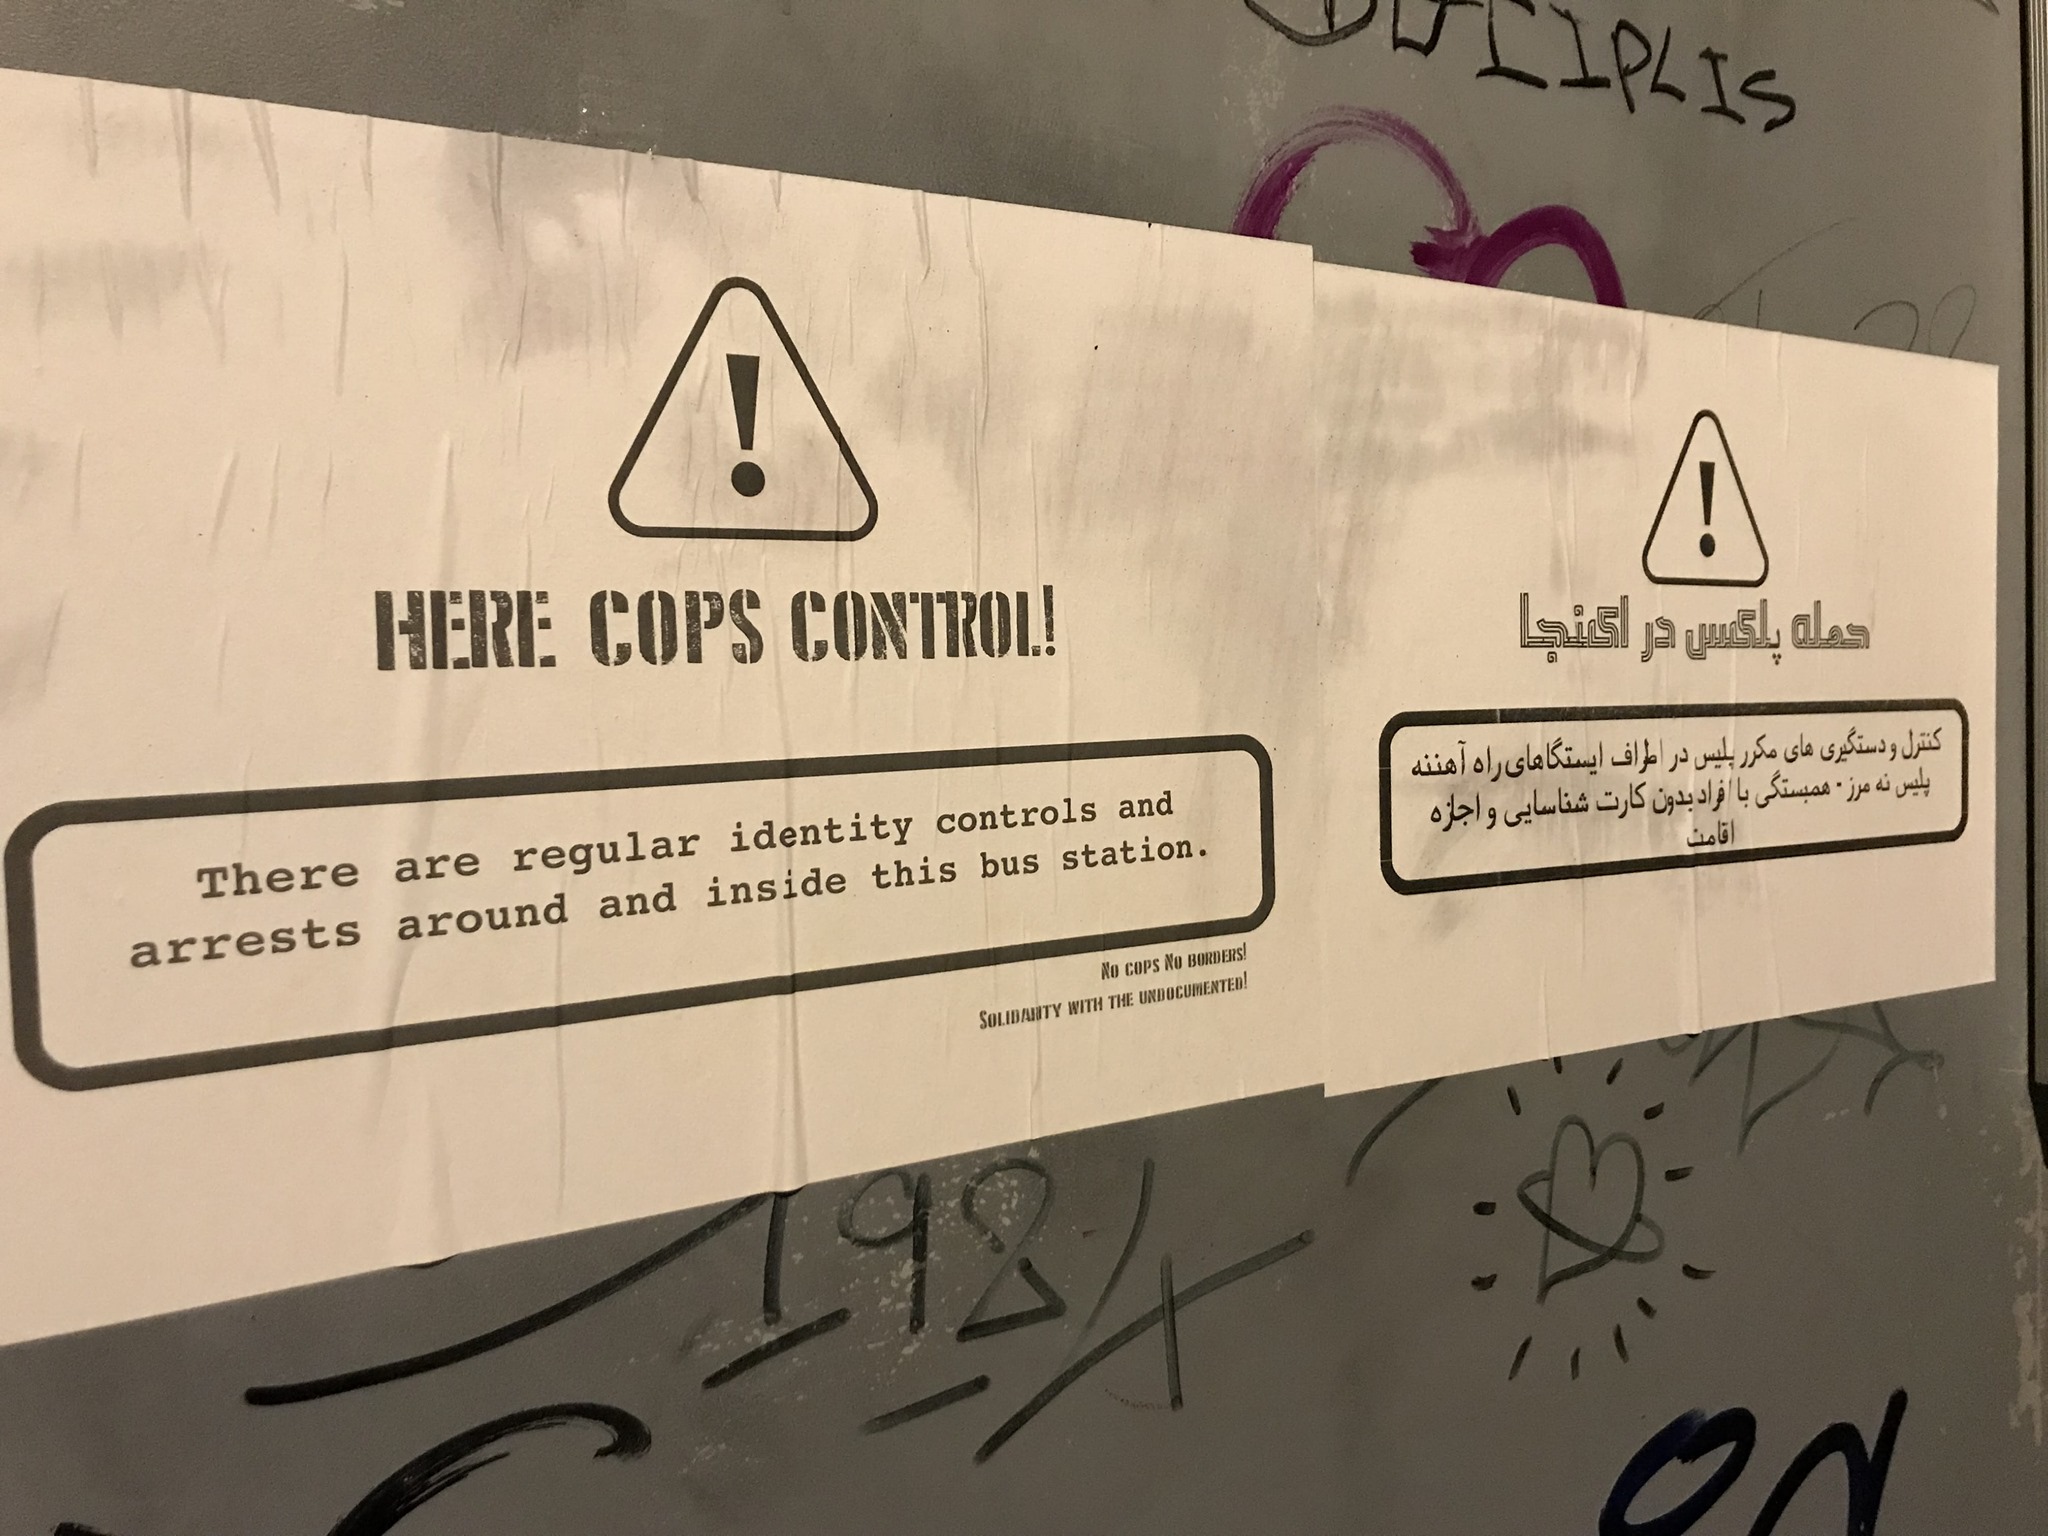 HERE COPS CONTROL!
There are regular identity controls and
arrests around and inside this bus station.
NO COPS NO BORDERS!
SOLIDARITY WITH THE UNDOCUMENTED!
حمله پلیس در اینجا
کنترل و دستگیری های مکرر پلیس در اطراف ایستگاهای راه آهننه
پلیس نه مرز - همبستگی با افراد بدون کارت شناسایی و اجازه
اقامت